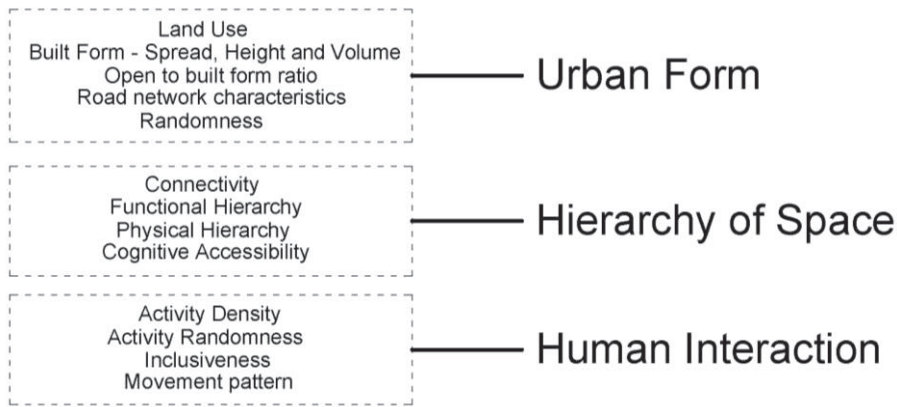 Land Use
Built Form - Spread, Height and Volume
Open to built form ratio
Road network characteristics
Randomness
Urban Form
Connectivity
Functional Hierarchy
Physical Hierarchy
Cognitive Accessibility
Hierarchy of Space
Activity Density
Activity Randomness
Inclusiveness
Movement pattern
Human Interaction